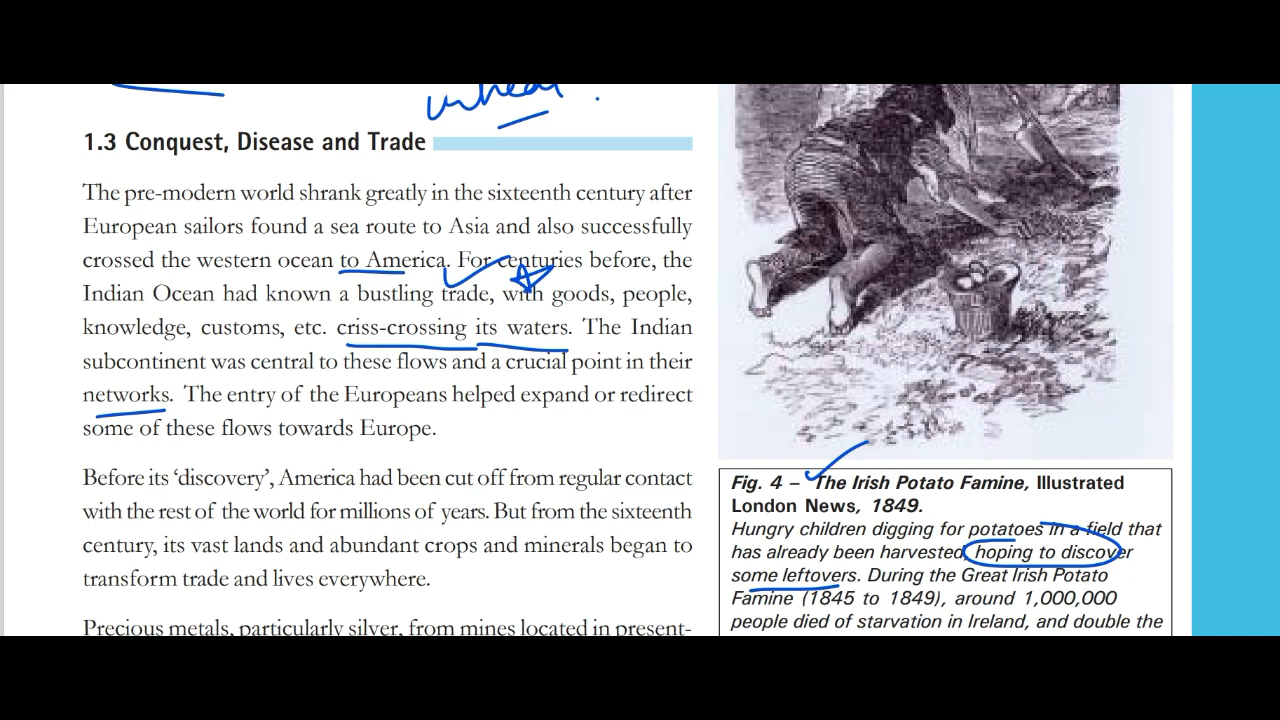 wheat.
1.3 Conquest, Disease and Trade
The pre-modern world shrank greatly in the sixteenth century after
European sailors found a sea route to Asia and also successfully
crossed the western ocean to America. For centuries before, the
Indian Ocean had known a bustling trade, with goods, people,
knowledge, customs, etc. criss-crossing its waters. The Indian
subcontinent was central to these flows and a crucial point in their
networks. The entry of the Europeans helped expand or redirect
some of these flows towards Europe.
Before its ‘discovery’, America had been cut off from regular contact
with the rest of the world for millions of years. But from the sixteenth
century, its vast lands and abundant crops and minerals began to
transform trade and lives everywhere.
Precious metals, particularly silver, from mines located in present-
Fig. 4 – The Irish Potato Famine, Illustrated
London News, 1849.
Hungry children digging for potatoes in a field that
has already been harvested, hoping to discover
some leftovers. During the Great Irish Potato
Famine (1845 to 1849), around 1,000,000
people died of starvation in Ireland, and double the